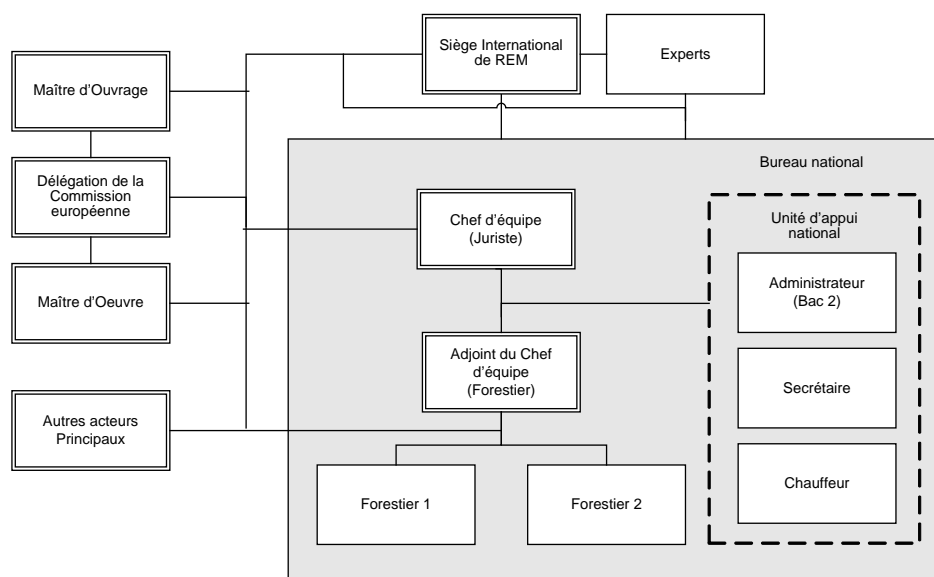 Siège International
de REM
Experts
Maître d'Ouvrage
Délégation de la
Commission
européenne
Maître d'Oeuvre
Autres acteurs
Principaux
Bureau national
Chef d'équipe
(Juriste)
Adjoint du Chef
d'équipe
(Forestier)
Forestier 1
Forestier 2
Unité d'appui
national
Administrateur
(Bac 2)
Secrétaire
Chauffeur